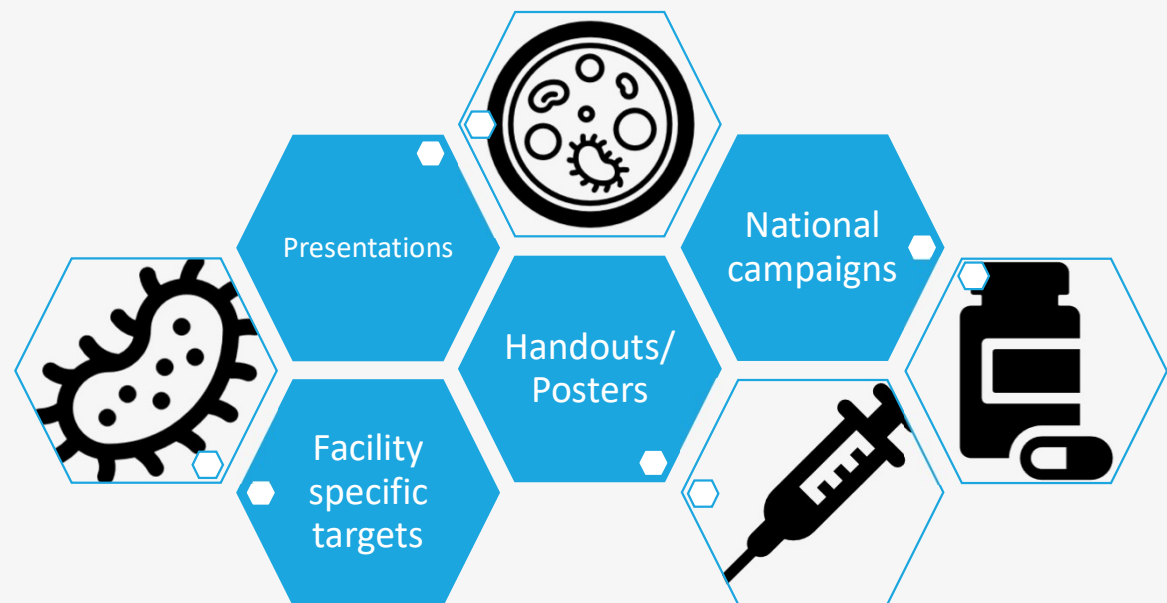 Presentations
National
campaigns
Handouts/
Posters
Facility
specific
targets